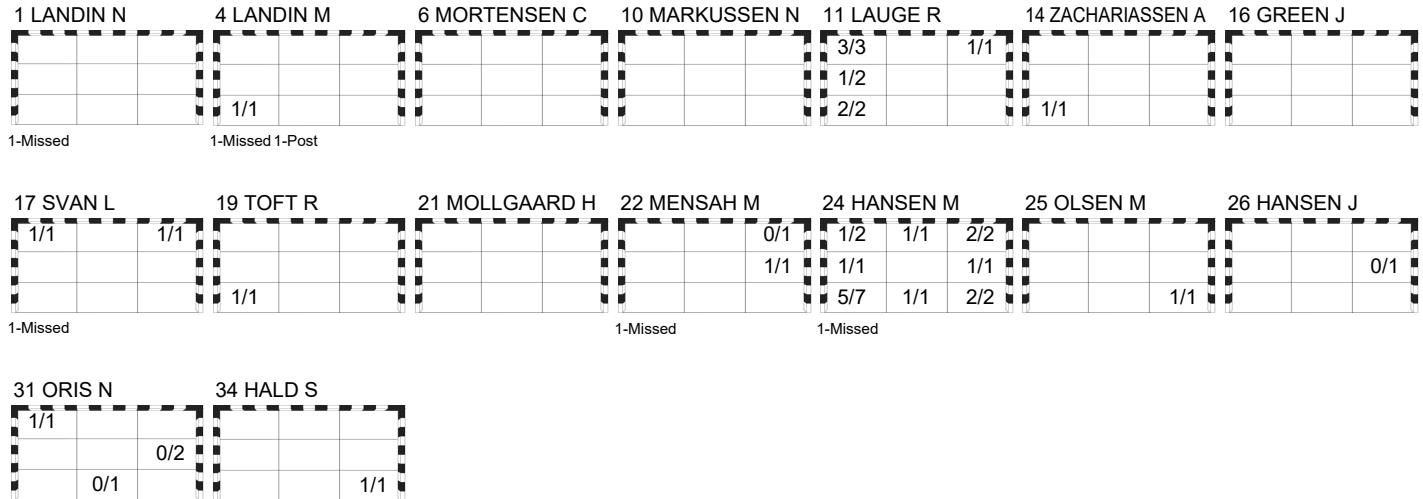 1 LANDIN N 4 LANDIN M 6 MORTENSEN C 10 MARKUSSEN N 11 LAUGE R 14 ZACHARIASSEN A 16 GREEN J
3/3 1/1
1/2
1/1 2/2 1/1
1-Missed 1-Missed 1-Post
17 SVAN L 19 TOFT R 21 MOLLGAARD H 22 MENSAH M 24 HANSEN M 25 OLSEN M 26 HANSEN J
1/1 1/1 0/1 1/2 1/1 2/2
1/1 1/1 1/1 0/1
1/1 5/7 1/1 2/2 1/1
1-Missed 1-Missed 1-Missed
31 ORIS N 34 HALD S
1/1
0/2
0/1 1/1